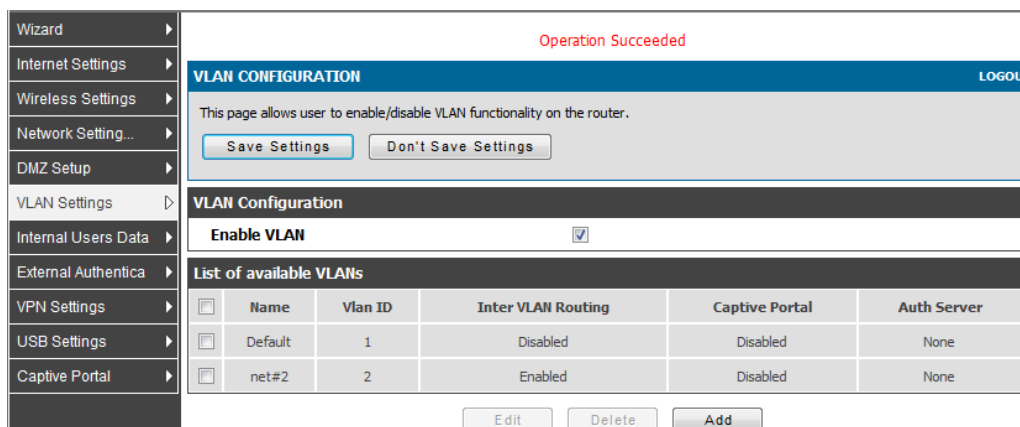 Wizard
Internet Settings
Wireless Settings
Network Setting...
DMZ Setup
VLAN Settings
Internal Users Data
External Authentica
VPN Settings
USB Settings
Captive Portal
Operation Succeeded
VLAN CONFIGURATION LOGOU
This page allows user to enable/disable VLAN functionality on the router.
Save Settings Don't Save Settings
VLAN Configuration
Enable VLAN
List of available VLANs
Name Vlan ID Inter VLAN Routing Captive Portal Auth Server
Default 1 Disabled Disabled None
net#2 2 Enabled Disabled None
Edit Delete Add